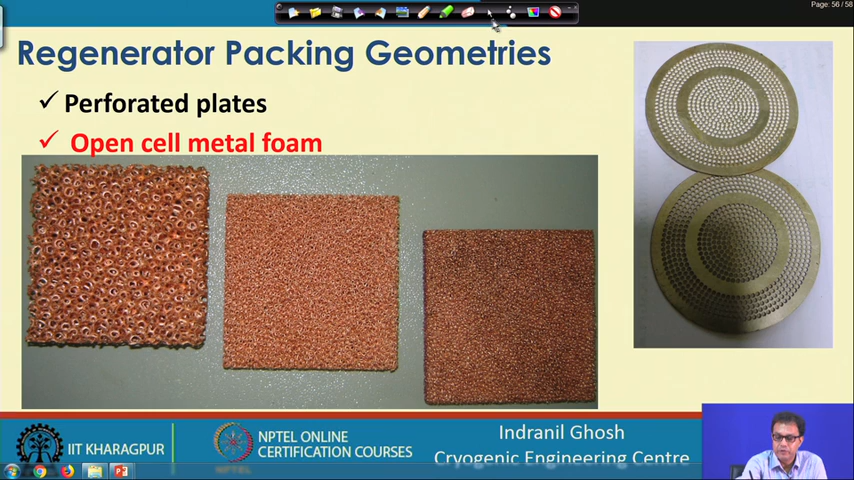 Page: 56 / 58
Regenerator Packing Geometries
✓ Perforated plates
✓ Open cell metal foam
IIT KHARAGPUR
NPTEL ONLINE
CERTIFICATION COURSES
NPTEL
Indranil Ghosh
Cryogenic Engineering Centre